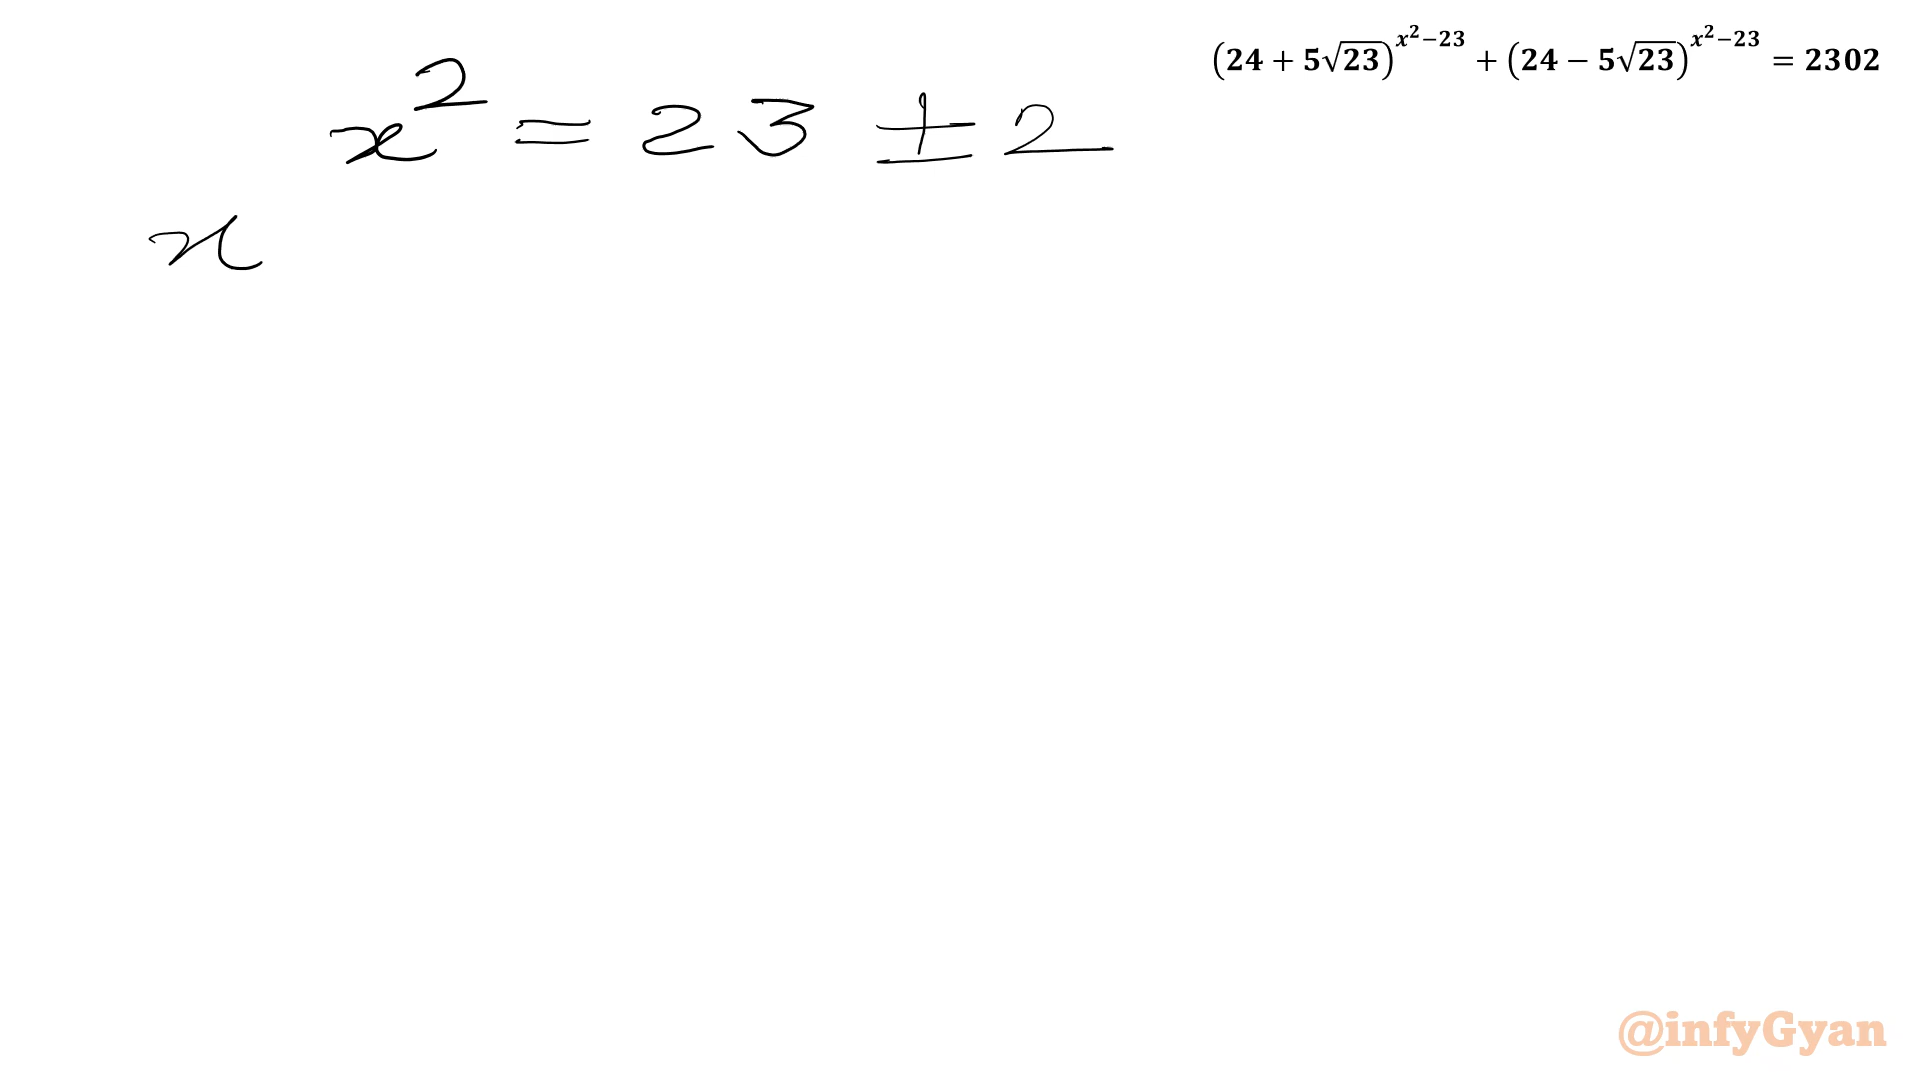 (24 + 5√23)^(x²−23) + (24 − 5√23)^(x²−23) = 2302
x² = 23 ± 2
x
@infyGyan